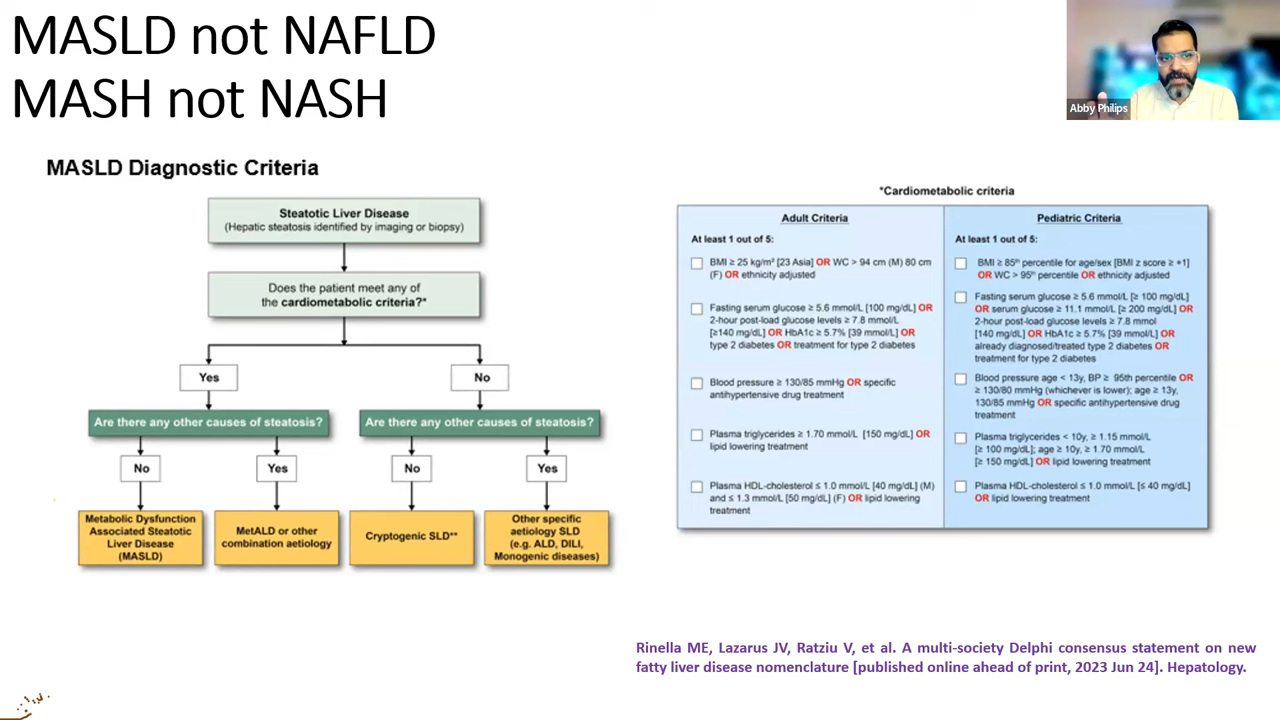 MASLD not NAFLD
MASH not NASH
Abby Philips
MASLD Diagnostic Criteria
Steatotic Liver Disease
(Hepatic steatosis identified by imaging or biopsy)
Does the patient meet any of
the cardiometabolic criteria?*
Yes
No
Are there any other causes of steatosis?
Are there any other causes of steatosis?
No
Yes
No
Yes
Metabolic Dysfunction
Associated Steatotic
Liver Disease
(MASLD)
MetALD or other
combination aetiology
Cryptogenic SLD**
Other specific
aetiology SLD
(e.g. ALD, DILI,
Monogenic diseases)
*Cardiometabolic criteria
Adult Criteria
At least 1 out of 5:
BMI ≥ 25 kg/m² [23 Asia] OR WC > 94 cm (M) 80 cm
(F) OR ethnicity adjusted
Fasting serum glucose ≥ 5.6 mmol/L [100 mg/dL] OR
2-hour post-load glucose levels ≥ 7.8 mmol/L
[≥140 mg/dL] OR HbA1c ≥ 5.7% [39 mmol/L] OR
type 2 diabetes OR treatment for type 2 diabetes
Blood pressure ≥ 130/85 mmHg OR specific
antihypertensive drug treatment
Plasma triglycerides ≥ 1.70 mmol/L [150 mg/dL] OR
lipid lowering treatment
Plasma HDL-cholesterol ≤ 1.0 mmol/L [40 mg/dL] (M)
and ≤ 1.3 mmol/L [50 mg/dL] (F) OR lipid lowering
treatment
Pediatric Criteria
At least 1 out of 5:
BMI ≥ 85th percentile for age/sex [BMI z score ≥ +1]
OR WC > 95th percentile OR ethnicity adjusted
Fasting serum glucose ≥ 5.6 mmol/L [≥ 100 mg/dL]
OR serum glucose ≥ 11.1 mmol/L [≥ 200 mg/dL] OR
2-hour post-load glucose levels ≥ 7.8 mmol
[140 mg/dL] OR HbA1c ≥ 5.7% [39 mmol/L] OR
already diagnosed/treated type 2 diabetes OR
treatment for type 2 diabetes
Blood pressure age < 13y, BP ≥ 95th percentile OR
≥ 130/80 mmHg (whichever is lower); age ≥ 13y,
130/85 mmHg OR specific antihypertensive drug
treatment
Plasma triglycerides < 10y, ≥ 1.15 mmol/L
[≥ 100 mg/dL]; age ≥ 10y, ≥ 1.70 mmol/L
[≥ 150 mg/dL] OR lipid lowering treatment
Plasma HDL-cholesterol ≤ 1.0 mmol/L [≤ 40 mg/dL]
OR lipid lowering treatment
Rinella ME, Lazarus JV, Ratziu V, et al. A multi-society Delphi consensus statement on new
fatty liver disease nomenclature [published online ahead of print, 2023 Jun 24]. Hepatology.